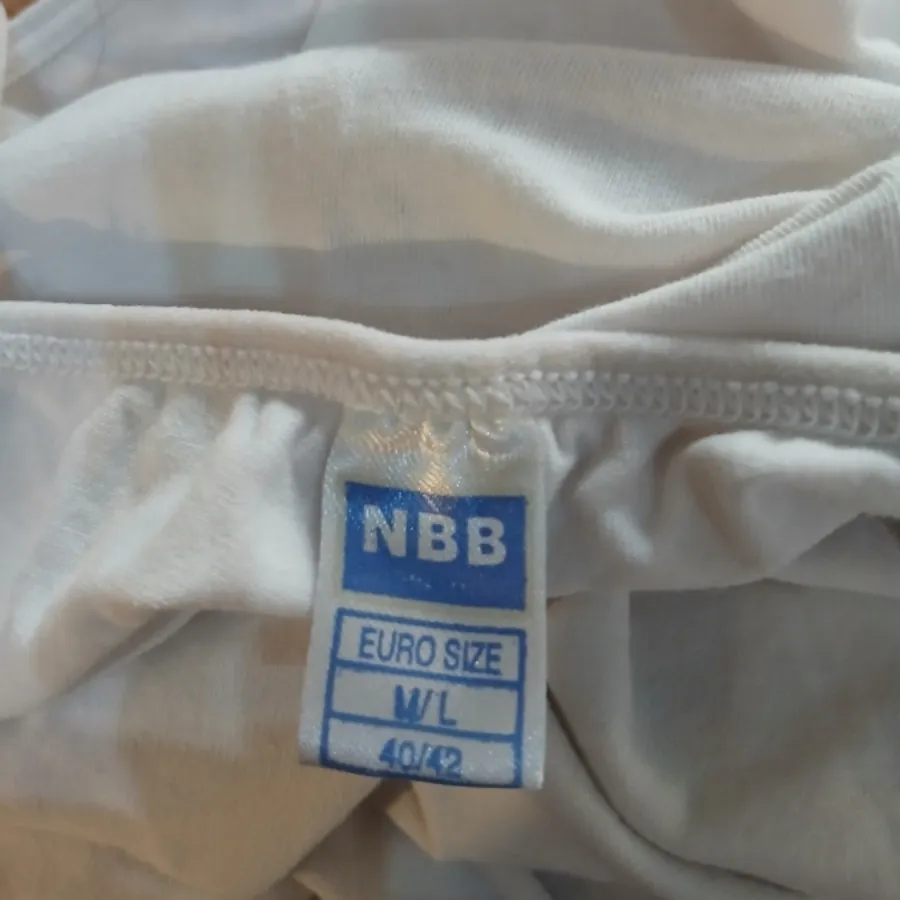 NBB
EURO SIZE
M/L
40/42